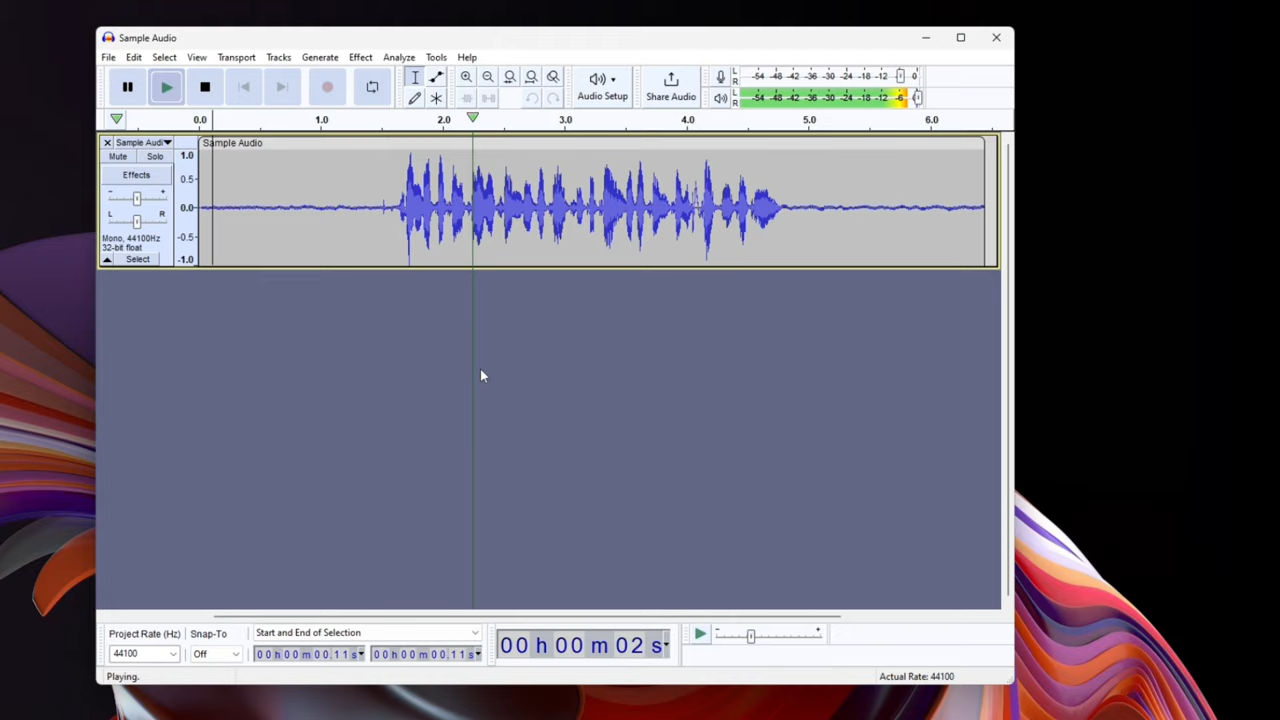 Sample Audio
File Edit Select View Transport Tracks Generate Effect Analyze Tools Help
L R -54 -48 -42 -36 -30 -24 -18 -12 0
Audio Setup Share Audio
L R -54 -48 -42 -36 -30 -24 -18 -12 -6 0
0.0 1.0 2.0 3.0 4.0 5.0 6.0
Sample Audi Sample Audio
Mute Solo 1.0
Effects 0.5
- +
L R 0.0
Mono, 44100Hz -0.5
32-bit float
Select -1.0
Project Rate (Hz) Snap-To Start and End of Selection
44100 Off 00 h 00 m 00.11 s 00 h 00 m 00.11 s 00 h 00 m 02 s - +
Playing. Actual Rate: 44100